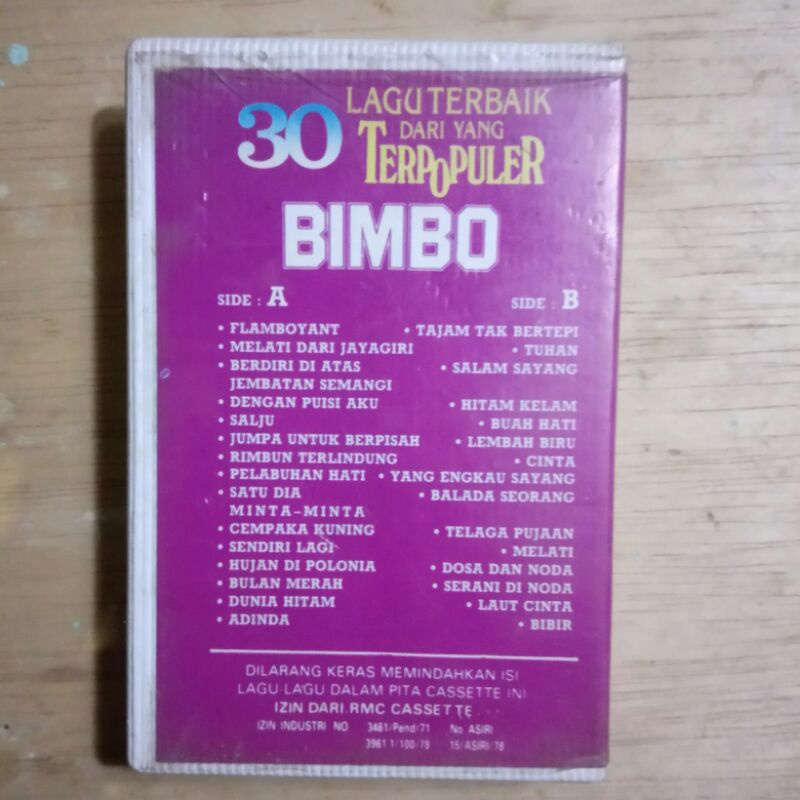 30 LAGU TERBAIK
DARI YANG
TERPOPULER
BIMBO
SIDE : A
• FLAMBOYANT
• MELATI DARI JAYAGIRI
• BERDIRI DI ATAS
JEMBATAN SEMANGI
• DENGAN PUISI AKU
• SALJU
• JUMPA UNTUK BERPISAH
• RIMBUN TERLINDUNG
• PELABUHAN HATI
• SATU DIA
MINTA-MINTA
• CEMPAKA KUNING
• SENDIRI LAGI
• HUJAN DI POLONIA
• BULAN MERAH
• DUNIA HITAM
• ADINDA
SIDE : B
• TAJAM TAK BERTEPI
• TUHAN
• SALAM SAYANG
• HITAM KELAM
• BUAH HATI
• LEMBAH BIRU
• CINTA
• YANG ENGKAU SAYANG
• BALADA SEORANG
• TELAGA PUJAAN
• MELATI
• DOSA DAN NODA
• SERANI DI NODA
• LAUT CINTA
• BIBIR
DILARANG KERAS MEMINDAHKAN ISI
LAGU-LAGU DALAM PITA CASSETTE INI
IZIN DARI RMC CASSETTE
IZIN INDUSTRI NO 3461/Pend/71 No ASIRI
3961 1/100/78 15/ASIRI/78